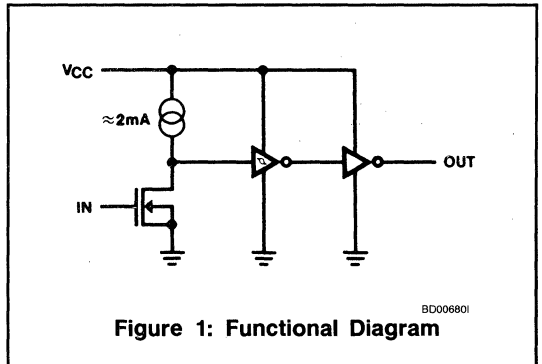 VCC
≈2mA
IN
OUT
BD00680I
Figure 1: Functional Diagram